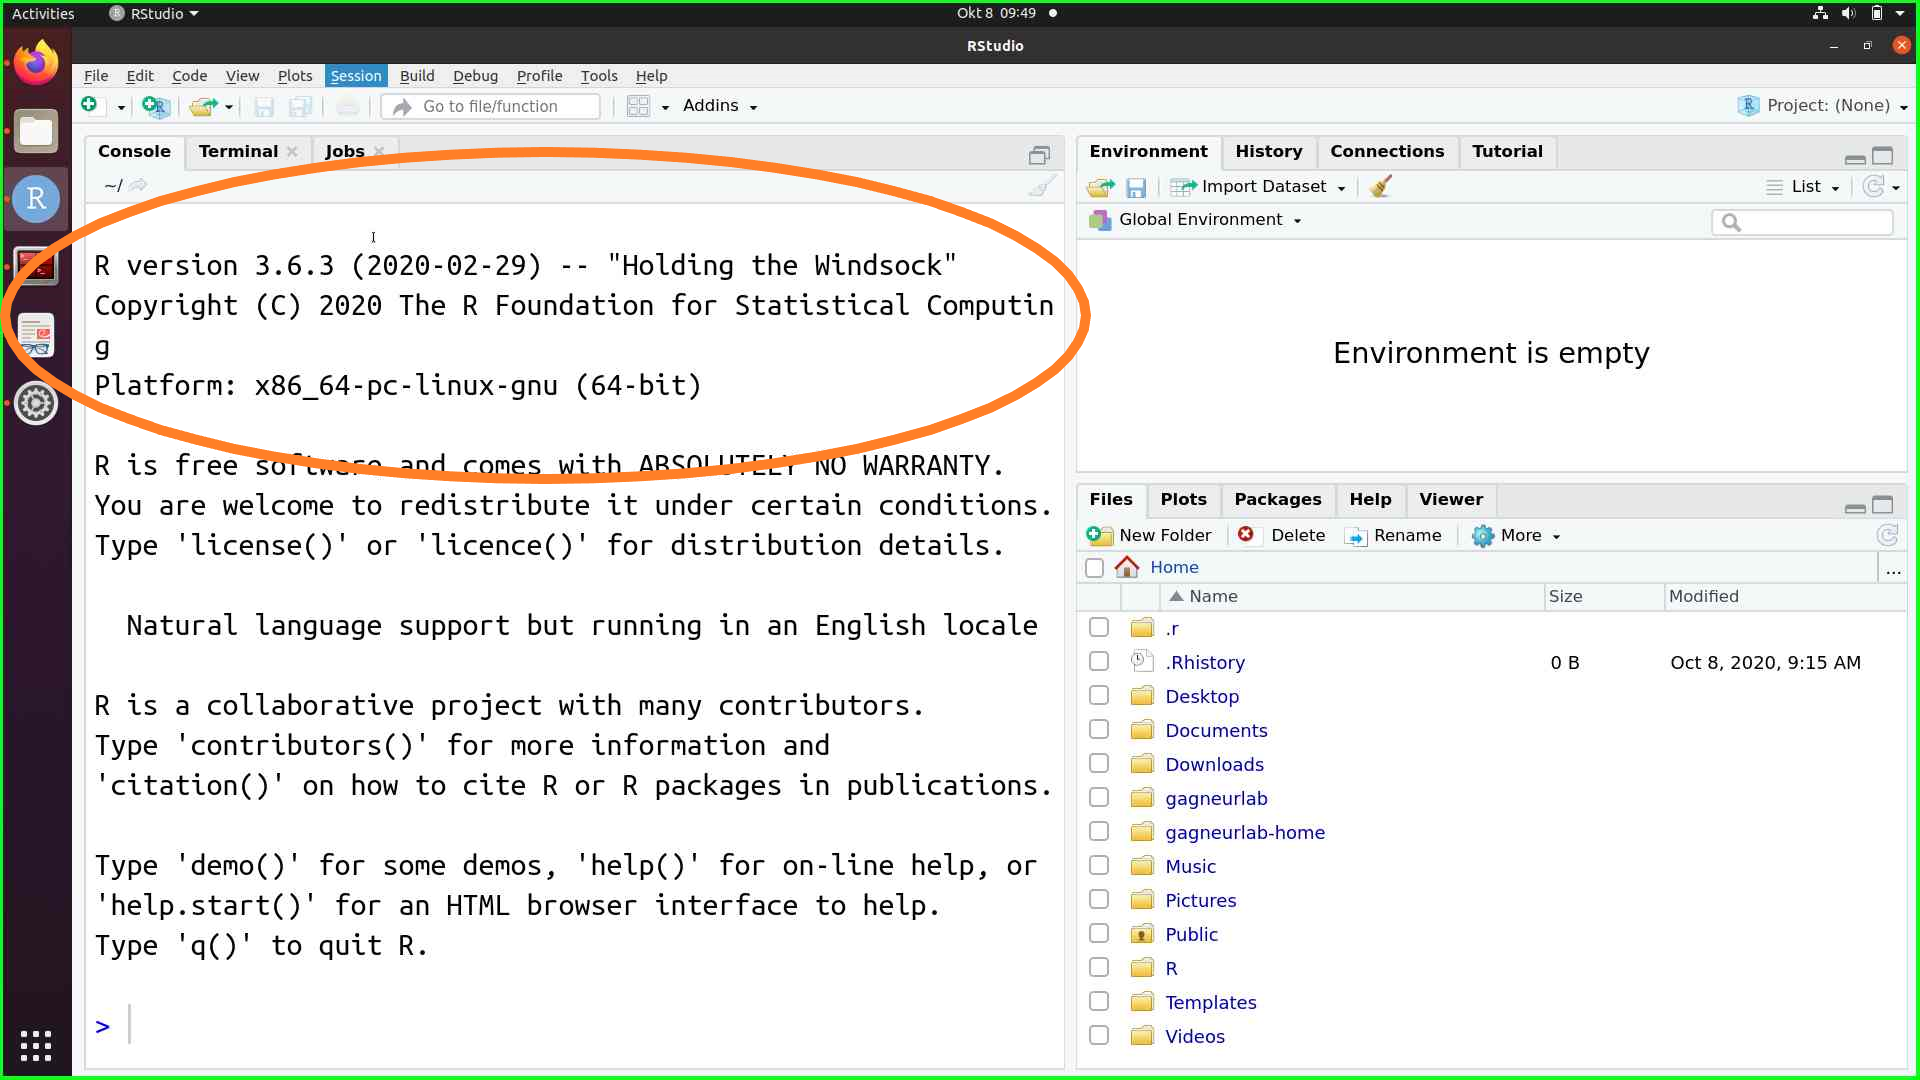 Activities RStudio Okt 8 09:49
RStudio
File Edit Code View Plots Session Build Debug Profile Tools Help
Go to file/function Addins Project: (None)
Console Terminal Jobs
~/
R version 3.6.3 (2020-02-29) -- "Holding the Windsock"
Copyright (C) 2020 The R Foundation for Statistical Computin
g
Platform: x86_64-pc-linux-gnu (64-bit)
R is free software and comes with ABSOLUTELY NO WARRANTY.
You are welcome to redistribute it under certain conditions.
Type 'license()' or 'licence()' for distribution details.
Natural language support but running in an English locale
R is a collaborative project with many contributors.
Type 'contributors()' for more information and
'citation()' on how to cite R or R packages in publications.
Type 'demo()' for some demos, 'help()' for on-line help, or
'help.start()' for an HTML browser interface to help.
Type 'q()' to quit R.
>
Environment History Connections Tutorial
Import Dataset List
Global Environment
Environment is empty
Files Plots Packages Help Viewer
New Folder Delete Rename More
Home ...
Name Size Modified
.r
.Rhistory 0 B Oct 8, 2020, 9:15 AM
Desktop
Documents
Downloads
gagneurlab
gagneurlab-home
Music
Pictures
Public
R
Templates
Videos